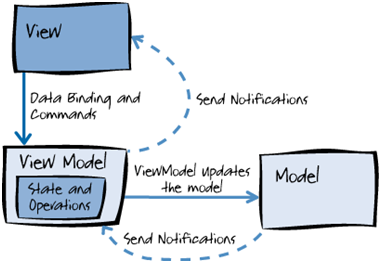 View
Data Binding and
Commands
Send Notifications
View Model
State and
Operations
ViewModel updates
the model
Model
Send Notifications